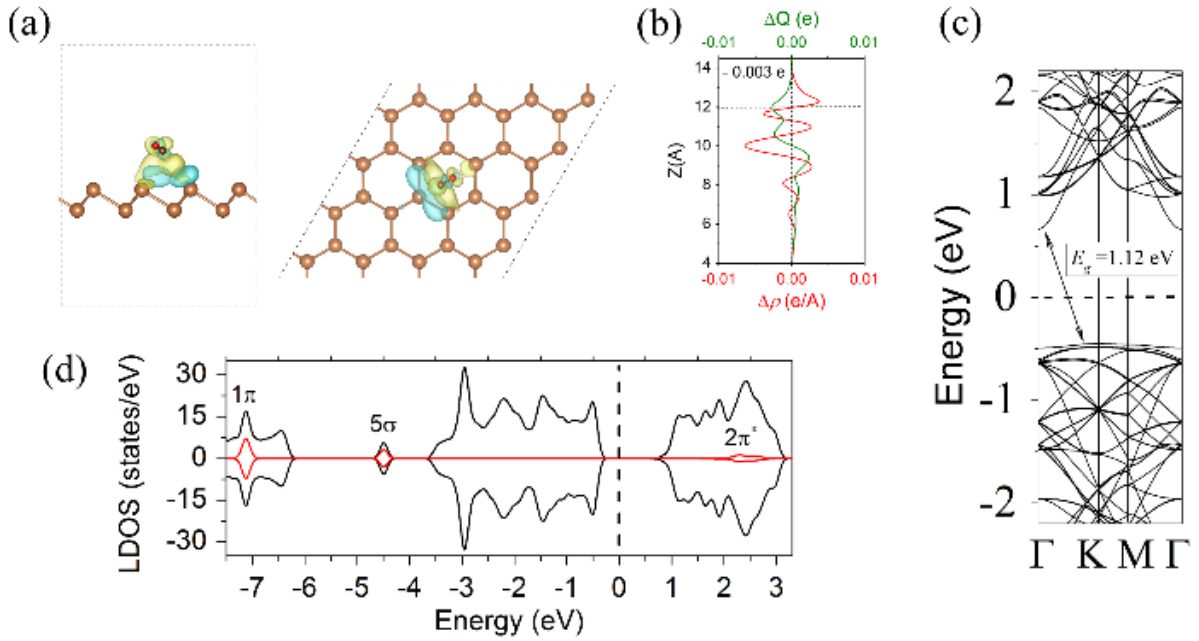 (a)
(b)
ΔQ (e)
-0.01 0.00 0.01
14
12
10
8
6
4
Z(A)
- 0.003 e
-0.01 0.00 0.01
Δρ (e/A)
(c)
2
1
0
-1
-2
Energy (eV)
E_g =1.12 eV
Γ K M Γ
(d)
30
15
0
-15
-30
LDOS (states/eV)
1π
5σ
2π*
-7 -6 -5 -4 -3 -2 -1 0 1 2 3
Energy (eV)